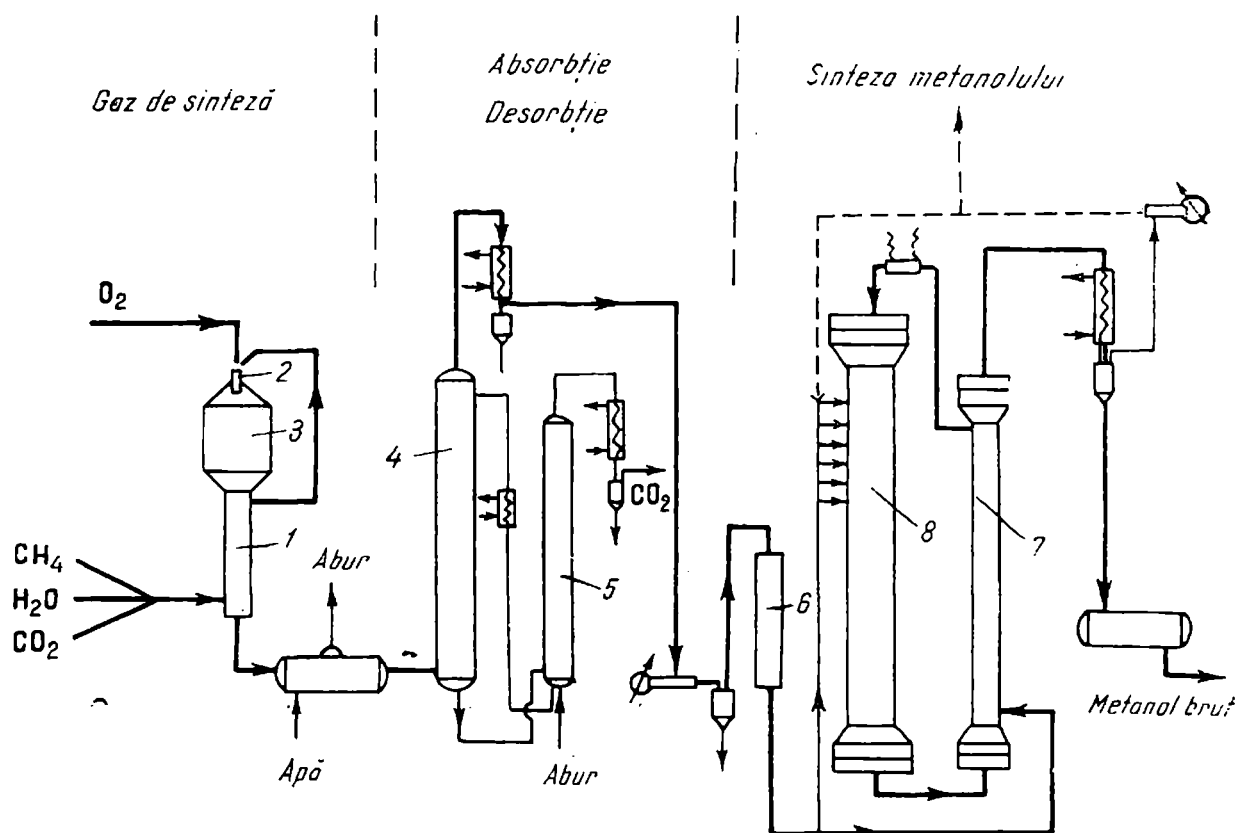 Gaz de sinteză
Absorbție
Desorbție
Sinteza metanolului
O2
2
3
1
CH4
H2O
CO2
Abur
Apă
4
5
CO2
Abur
6
8
7
Metanol brut